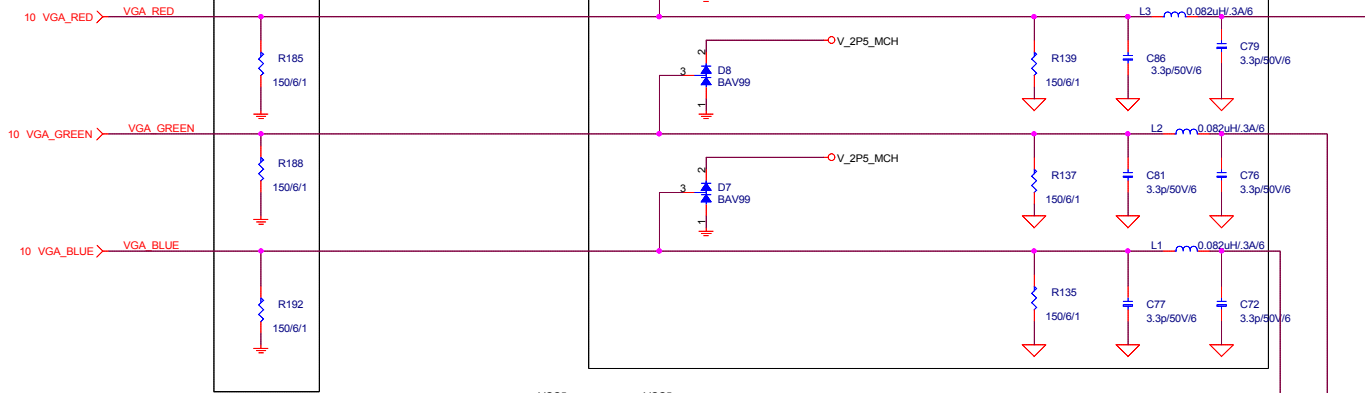 10 VGA_RED VGA_RED L3 0.082uH/.3A/6
R185
150/6/1
2
V_2P5_MCH
3
D8
BAV99
1
R139
150/6/1
C86
3.3p/50V/6
C79
3.3p/50V/6
10 VGA_GREEN VGA_GREEN L2 0.082uH/.3A/6
R188
150/6/1
2
V_2P5_MCH
3
D7
BAV99
1
R137
150/6/1
C81
3.3p/50V/6
C76
3.3p/50V/6
10 VGA_BLUE VGA_BLUE L1 0.082uH/.3A/6
R192
150/6/1
R135
150/6/1
C77
3.3p/50V/6
C72
3.3p/50V/6